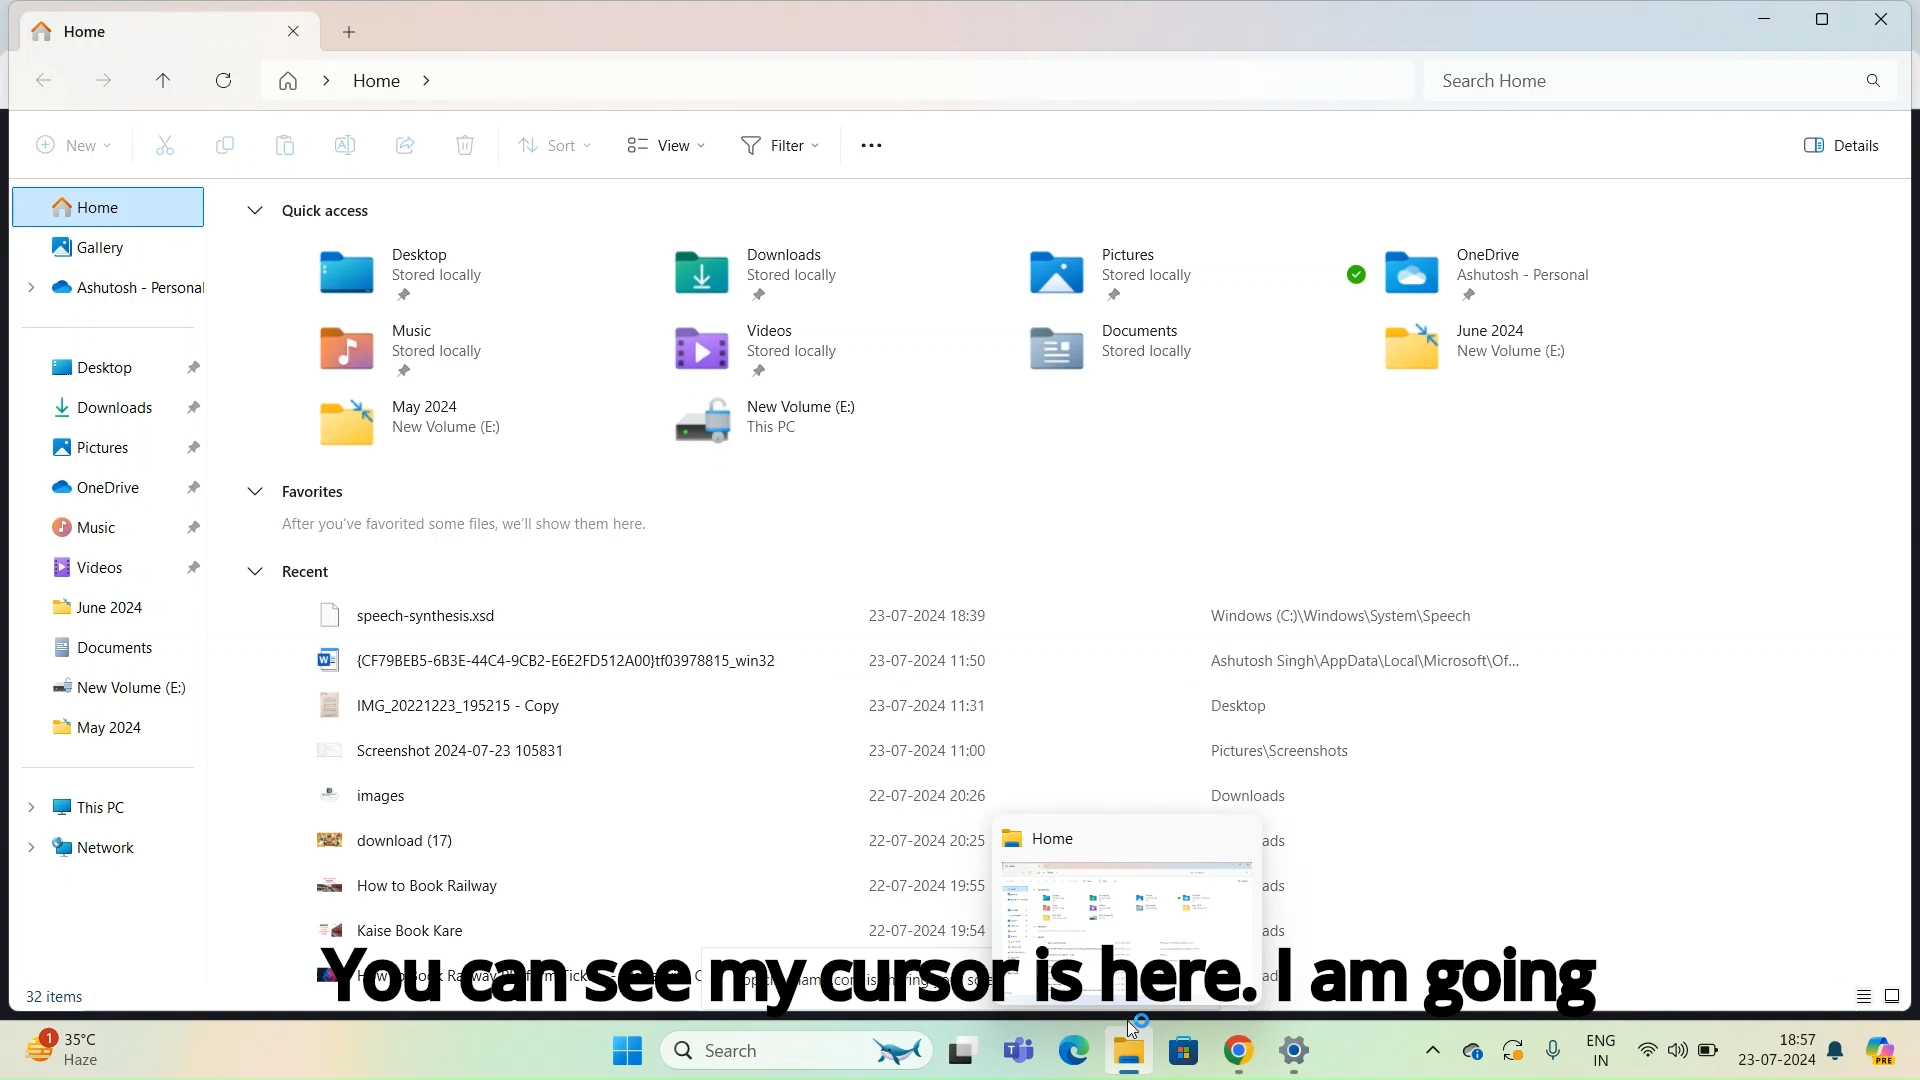 Home
Home
Search Home
New
Sort
View
Filter
Details
Home
Gallery
Ashutosh - Personal
Desktop
Downloads
Pictures
OneDrive
Music
Videos
June 2024
Documents
New Volume (E:)
May 2024
This PC
Network
Quick access
Desktop
Stored locally
Downloads
Stored locally
Pictures
Stored locally
OneDrive
Ashutosh - Personal
Music
Stored locally
Videos
Stored locally
Documents
Stored locally
June 2024
New Volume (E:)
May 2024
New Volume (E:)
New Volume (E:)
This PC
Favorites
After you've favorited some files, we'll show them here.
Recent
speech-synthesis.xsd 23-07-2024 18:39 Windows (C:)\Windows\System\Speech
{CF79BEB5-6B3E-44C4-9CB2-E6E2FD512A00}tf03978815_win32 23-07-2024 11:50 Ashutosh Singh\AppData\Local\Microsoft\Of...
IMG_20221223_195215 - Copy 23-07-2024 11:31 Desktop
Screenshot 2024-07-23 105831 23-07-2024 11:00 Pictures\Screenshots
images 22-07-2024 20:26 Downloads
download (17) 22-07-2024 20:25 ads
How to Book Railway 22-07-2024 19:55 ads
Kaise Book Kare 22-07-2024 19:54 ads
Home
You can see my cursor is here. I am going
32 items
1
35°C
Haze
Search
ENG
IN
18:57
23-07-2024
PRE